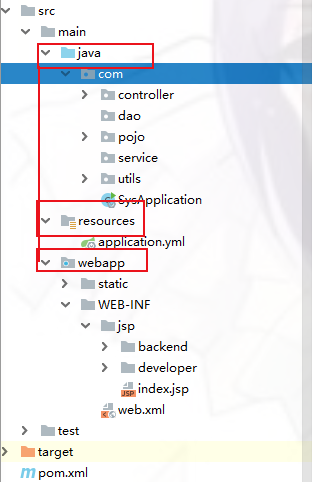 src
main
java
com
controller
dao
pojo
service
utils
SysApplication
resources
application.yml
webapp
static
WEB-INF
jsp
backend
developer
index.jsp
web.xml
test
target
pom.xml